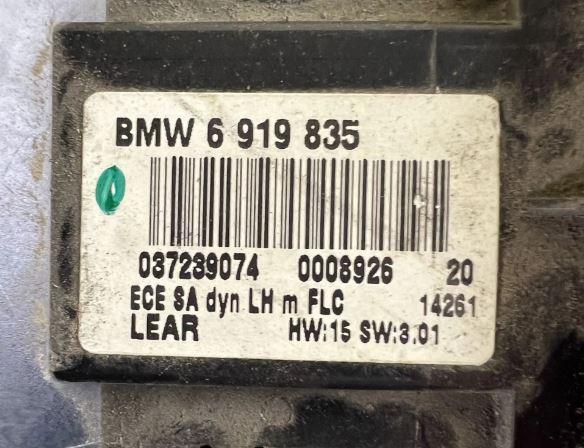 BMW 6 919 835
037239074 0008926 20
ECE SA dyn LH m FLC 14261
LEAR HW:15 SW:3.01